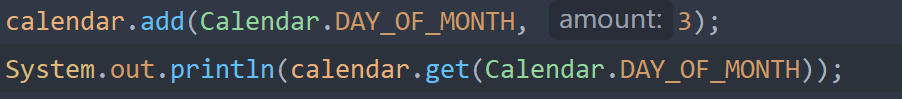 calendar.add(Calendar.DAY_OF_MONTH, amount: 3);
System.out.println(calendar.get(Calendar.DAY_OF_MONTH));